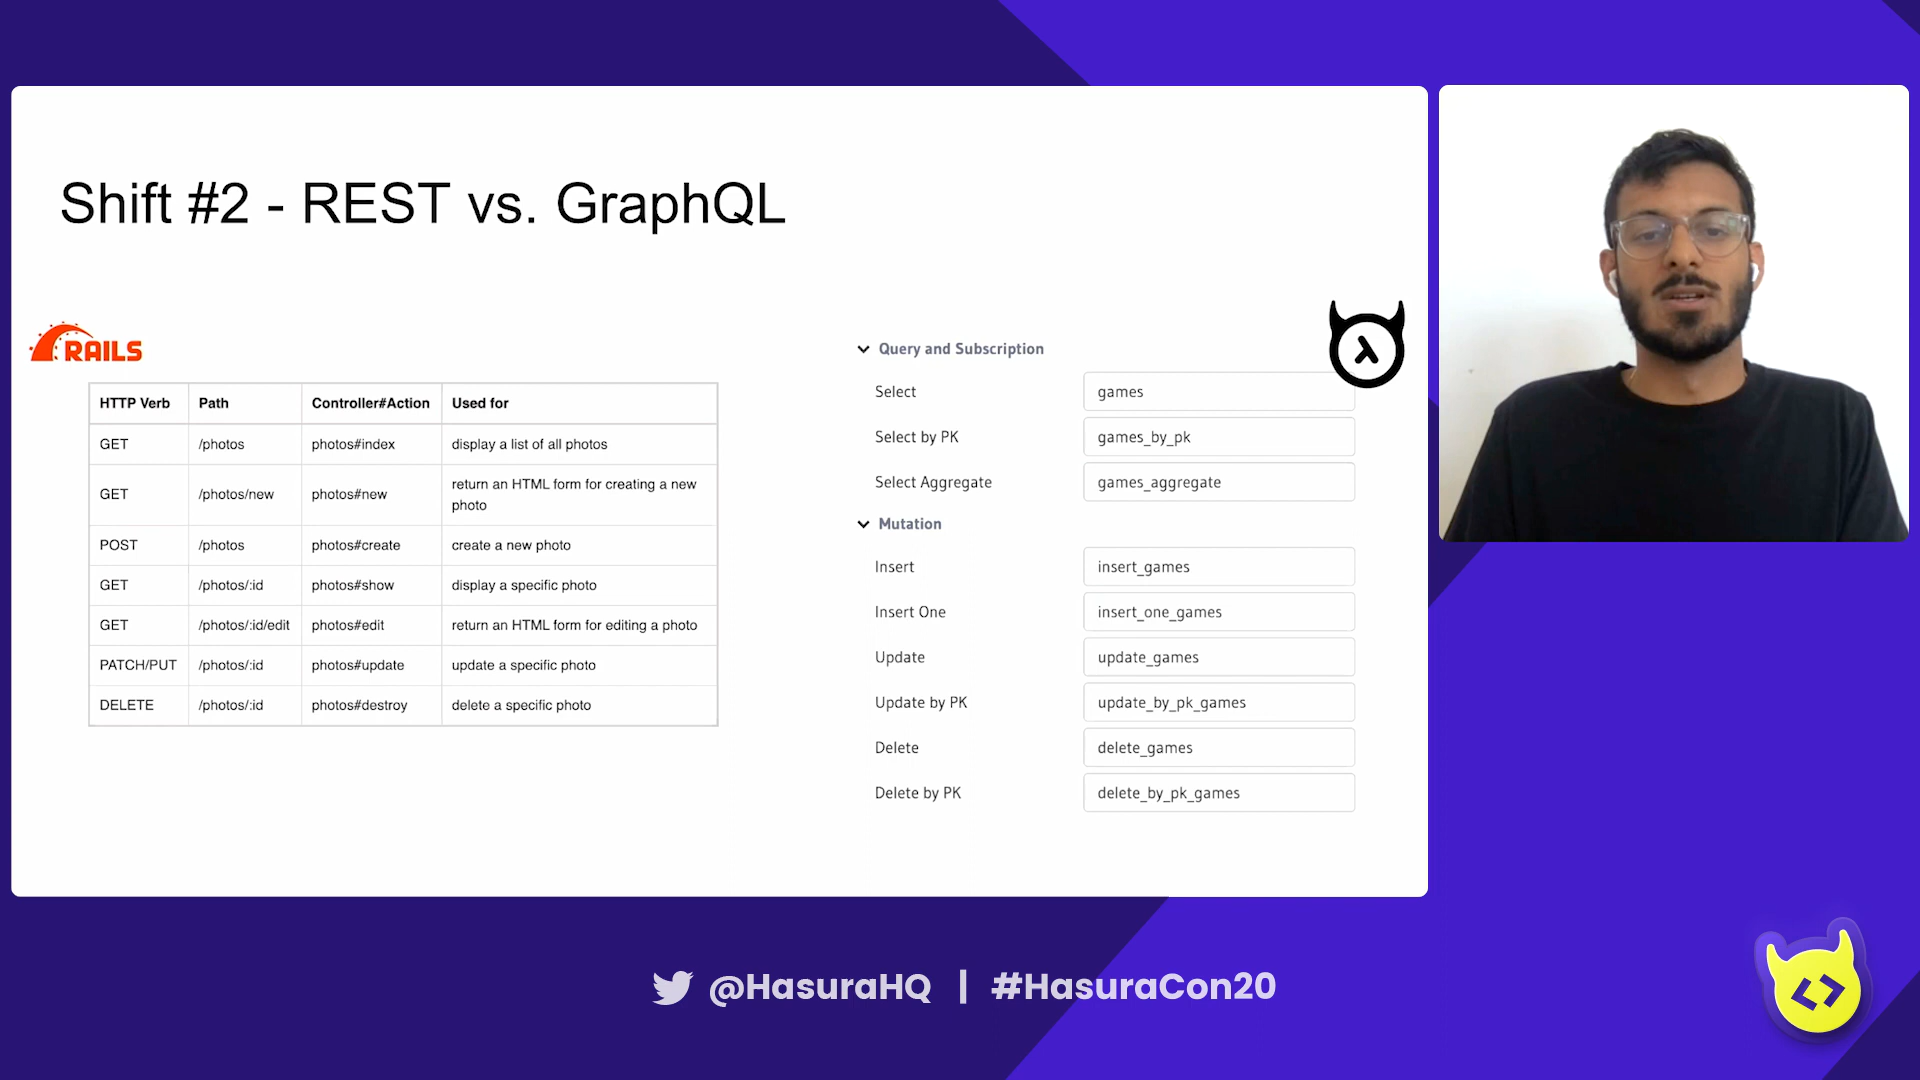 Shift #2 - REST vs. GraphQL
RAILS
HTTP Verb Path Controller#Action Used for
GET /photos photos#index display a list of all photos
GET /photos/new photos#new return an HTML form for creating a new
photo
POST /photos photos#create create a new photo
GET /photos/:id photos#show display a specific photo
GET /photos/:id/edit photos#edit return an HTML form for editing a photo
PATCH/PUT /photos/:id photos#update update a specific photo
DELETE /photos/:id photos#destroy delete a specific photo
Query and Subscription
Select games
Select by PK games_by_pk
Select Aggregate games_aggregate
Mutation
Insert insert_games
Insert One insert_one_games
Update update_games
Update by PK update_by_pk_games
Delete delete_games
Delete by PK delete_by_pk_games
@HasuraHQ | #HasuraCon20